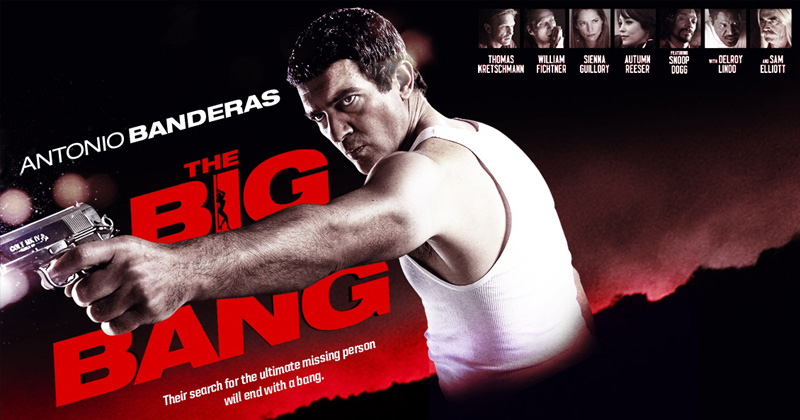 THOMAS KRETSCHMANN
WILLIAM FICHTNER
SIENNA GUILLORY
AUTUMN REESER
FEATURING SNOOP DOGG
WITH DELROY LINDO
AND SAM ELLIOTT
ANTONIO BANDERAS
THE
BIG
BANG
Their search for the ultimate missing person
will end with a bang.